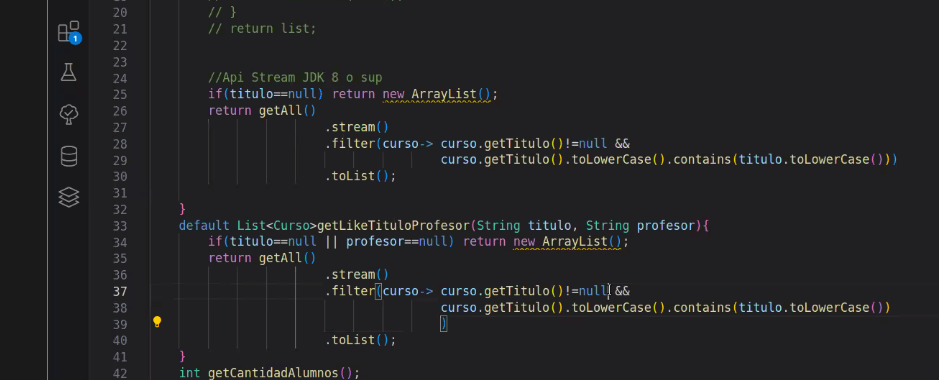 20 // }
21 // return list;
22
23
24 //Api Stream JDK 8 o sup
25 if(titulo==null) return new ArrayList();
26 return getAll()
27 .stream()
28 .filter(curso-> curso.getTitulo()!=null &&
29 curso.getTitulo().toLowerCase().contains(titulo.toLowerCase()))
30 .toList();
31
32 }
33 default List<Curso>getLikeTituloProfesor(String titulo, String profesor){
34 if(titulo==null || profesor==null) return new ArrayList();
35 return getAll()
36 .stream()
37 .filter(curso-> curso.getTitulo()!=null &&
38 curso.getTitulo().toLowerCase().contains(titulo.toLowerCase())
39 )
40 .toList();
41 }
42 int getCantidadAlumnos();
1